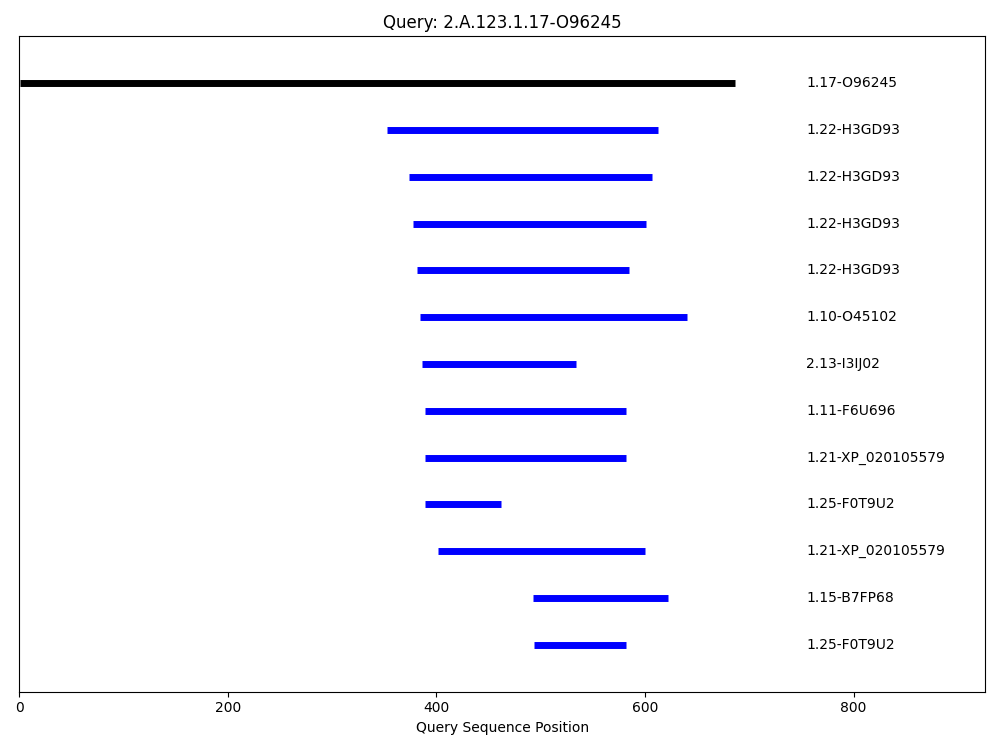 Query: 2.A.123.1.17-O96245
1.17-O96245
1.22-H3GD93
1.22-H3GD93
1.22-H3GD93
1.22-H3GD93
1.10-O45102
2.13-I3IJ02
1.11-F6U696
1.21-XP_020105579
1.25-F0T9U2
1.21-XP_020105579
1.15-B7FP68
1.25-F0T9U2
0 200 400 600 800
Query Sequence Position